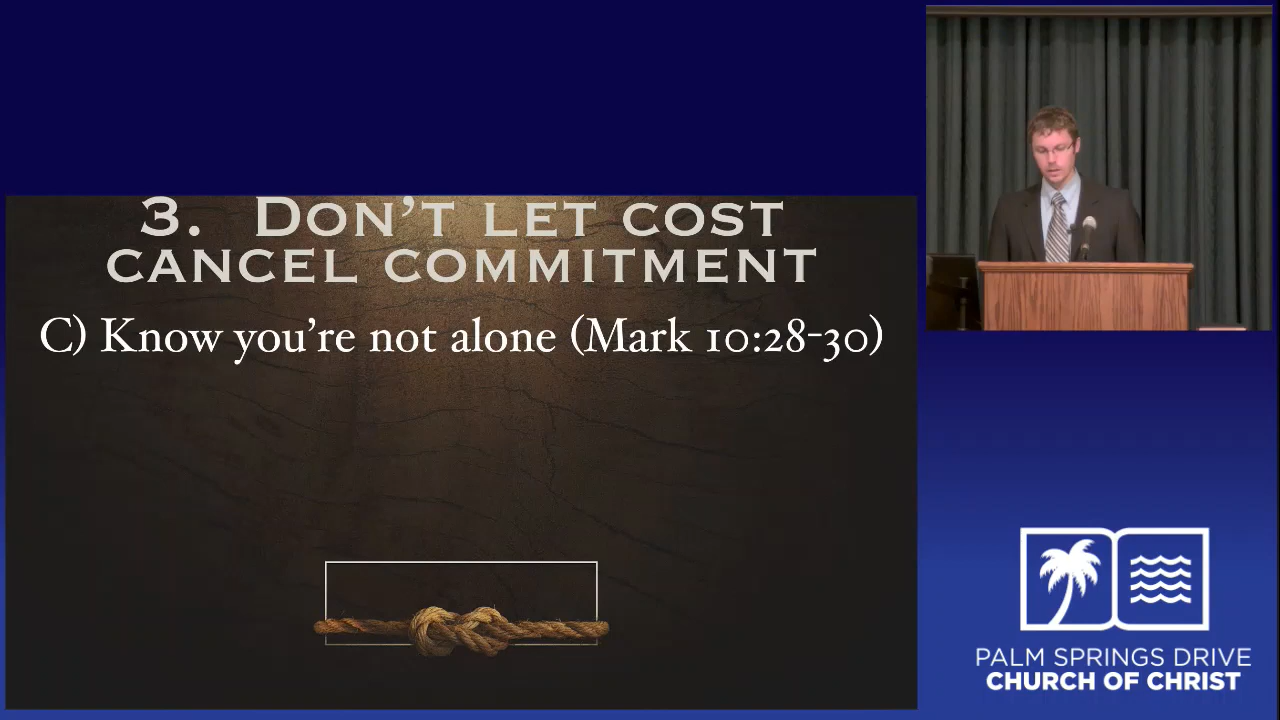 3. Don't let cost
cancel commitment
C) Know you're not alone (Mark 10:28-30)
PALM SPRINGS DRIVE
CHURCH OF CHRIST